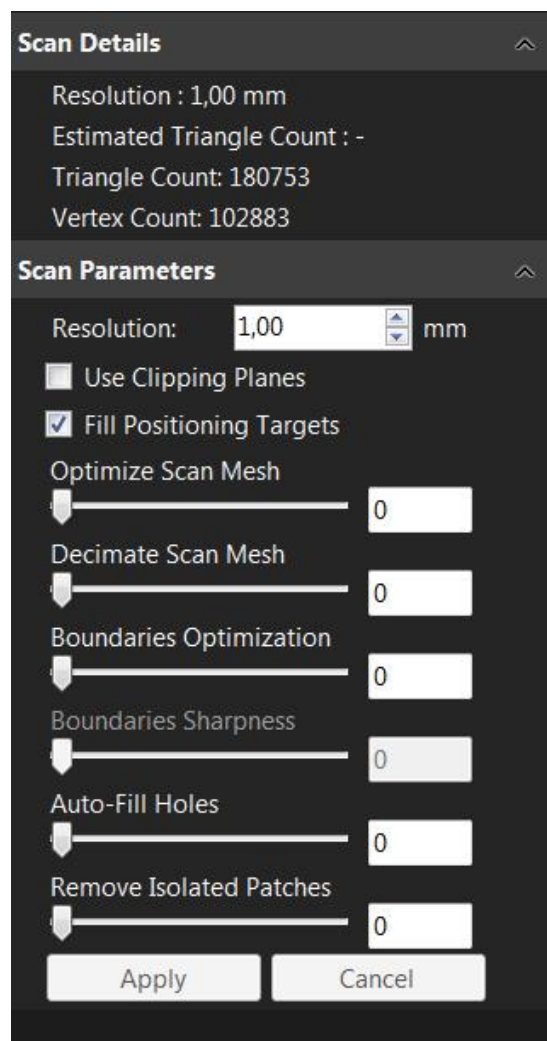 Scan Details
Resolution : 1,00 mm
Estimated Triangle Count : -
Triangle Count: 180753
Vertex Count: 102883
Scan Parameters
Resolution: 1,00 mm
Use Clipping Planes
Fill Positioning Targets
Optimize Scan Mesh
0
Decimate Scan Mesh
0
Boundaries Optimization
0
Boundaries Sharpness
0
Auto-Fill Holes
0
Remove Isolated Patches
0
Apply Cancel